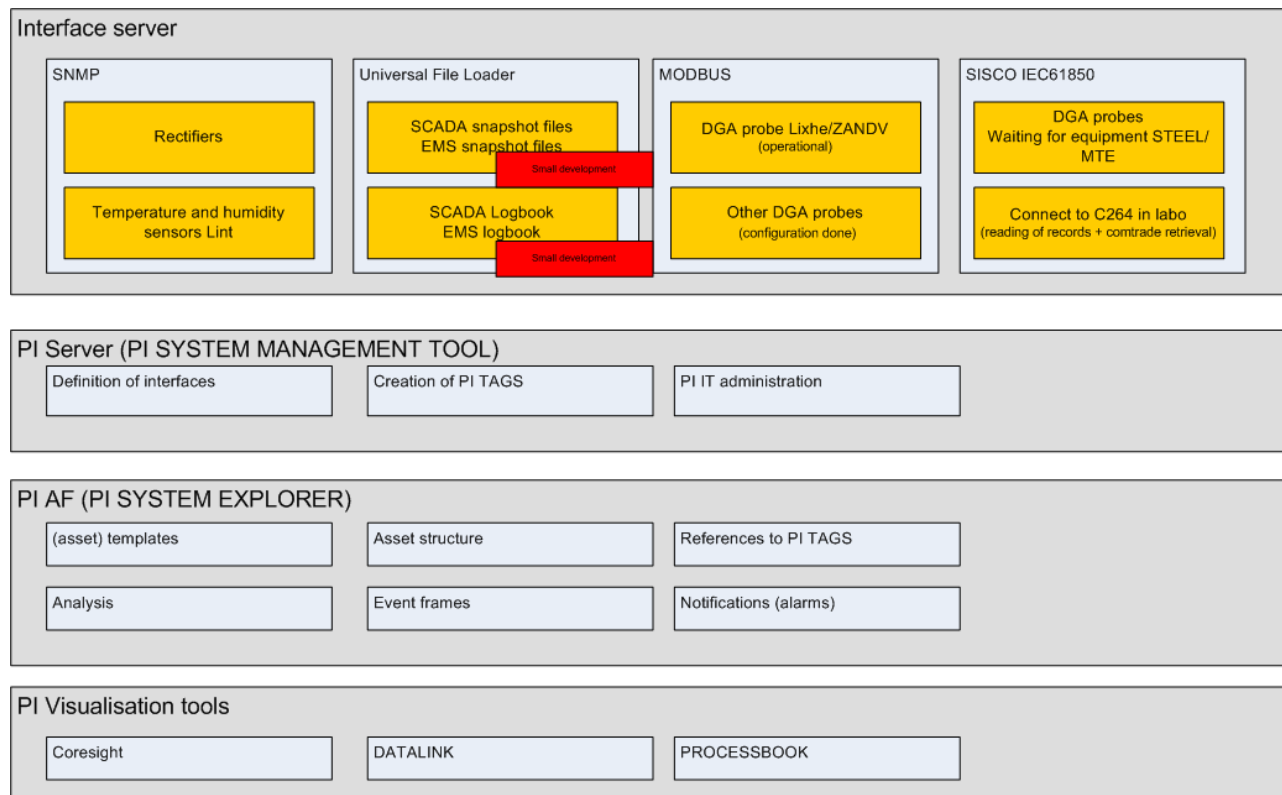 Interface server
SNMP
Rectifiers
Temperature and humidity
sensors Lint
Universal File Loader
SCADA snapshot files
EMS snapshot files
Small development
SCADA Logbook
EMS logbook
Small development
MODBUS
DGA probe Lixhe/ZANDV
(operational)
Other DGA probes
(configuration done)
SISCO IEC61850
DGA probes
Waiting for equipment STEEL/
MTE
Connect to C264 in labo
(reading of records + comtrade retrieval)
PI Server (PI SYSTEM MANAGEMENT TOOL)
Definition of interfaces
Creation of PI TAGS
PI IT administration
PI AF (PI SYSTEM EXPLORER)
(asset) templates
Asset structure
References to PI TAGS
Analysis
Event frames
Notifications (alarms)
PI Visualisation tools
Coresight
DATALINK
PROCESSBOOK